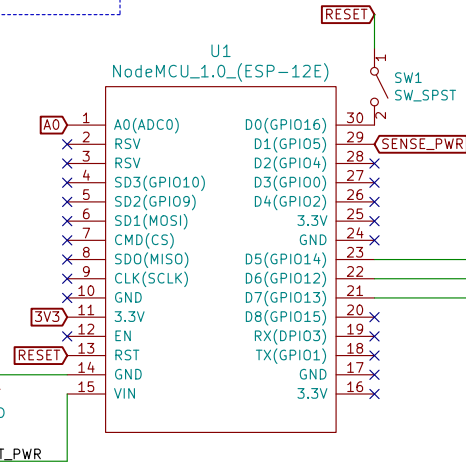 RESET
U1
NodeMCU_1.0_(ESP-12E)
1
SW1
SW_SPST
2
A0 1 A0(ADC0) D0(GPIO16) 30
2 RSV D1(GPIO5) 29 SENSE_PWR
3 RSV D2(GPIO4) 28
4 SD3(GPIO10) D3(GPIO0) 27
5 SD2(GPIO9) D4(GPIO2) 26
6 SD1(MOSI) 3.3V 25
7 CMD(CS) GND 24
8 SDO(MISO) D5(GPIO14) 23
9 CLK(SCLK) D6(GPIO12) 22
10 GND D7(GPIO13) 21
3V3 11 3.3V D8(GPIO15) 20
12 EN RX(DPIO3) 19
RESET 13 RST TX(GPIO1) 18
14 GND GND 17
15 VIN 3.3V 16
T_PWR